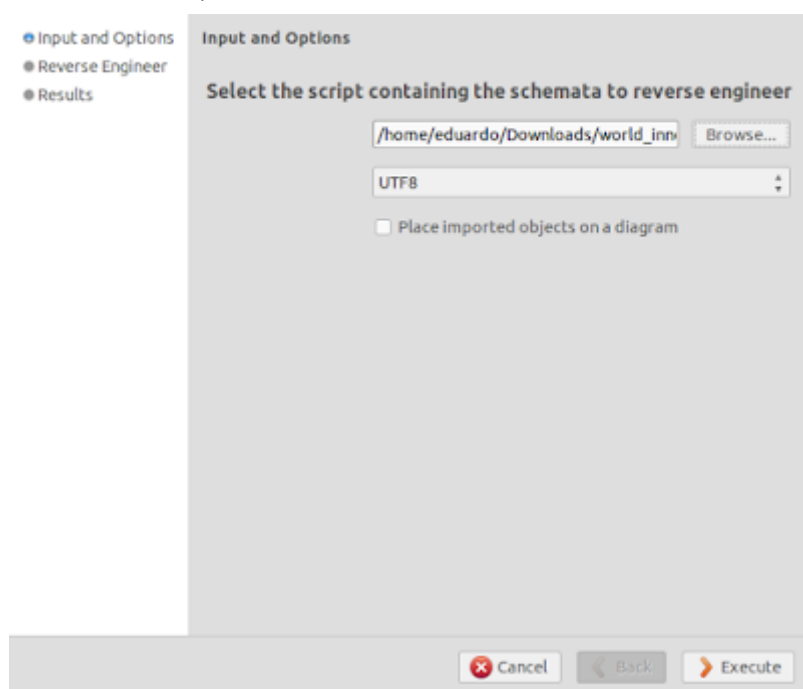 Input and Options
Reverse Engineer
Results
Input and Options
Select the script containing the schemata to reverse engineer
/home/eduardo/Downloads/world_inn
Browse...
UTF8
Place imported objects on a diagram
Cancel
Back
Execute